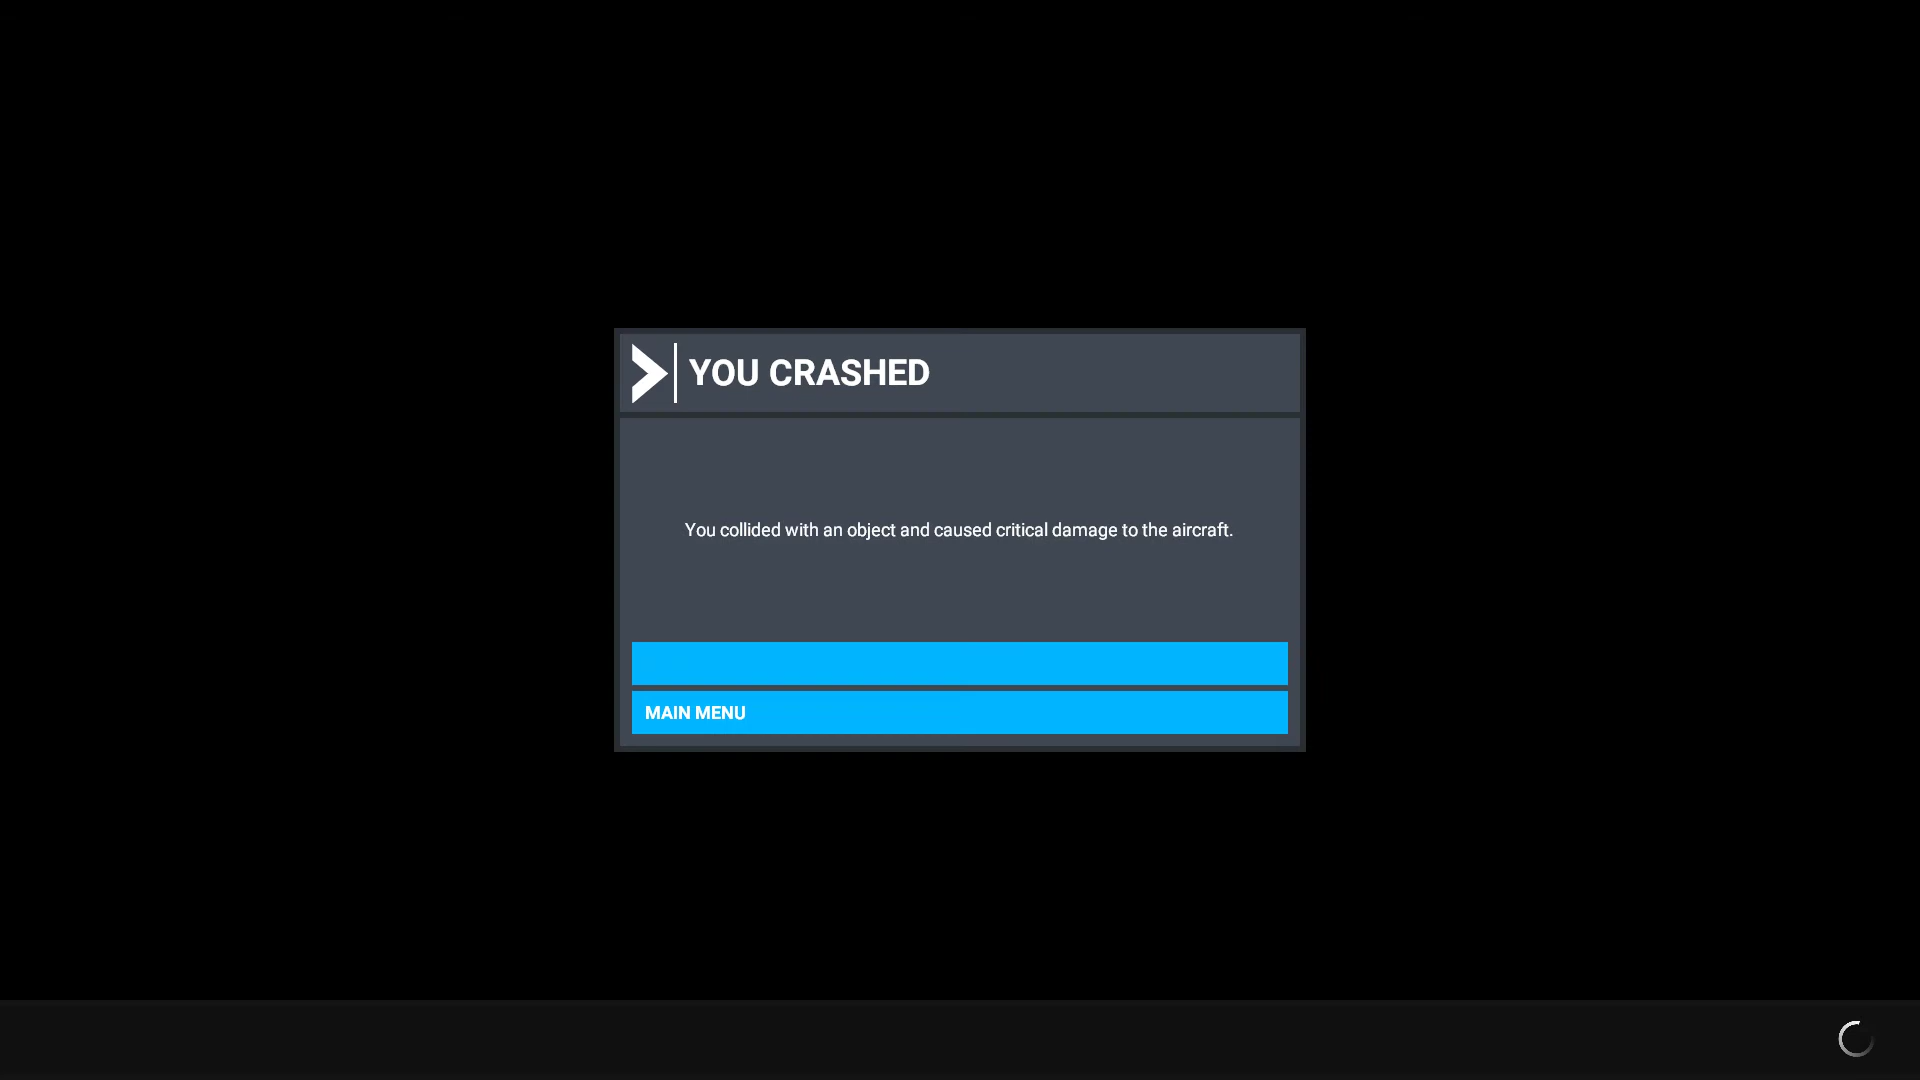 YOU CRASHED
You collided with an object and caused critical damage to the aircraft.
MAIN MENU